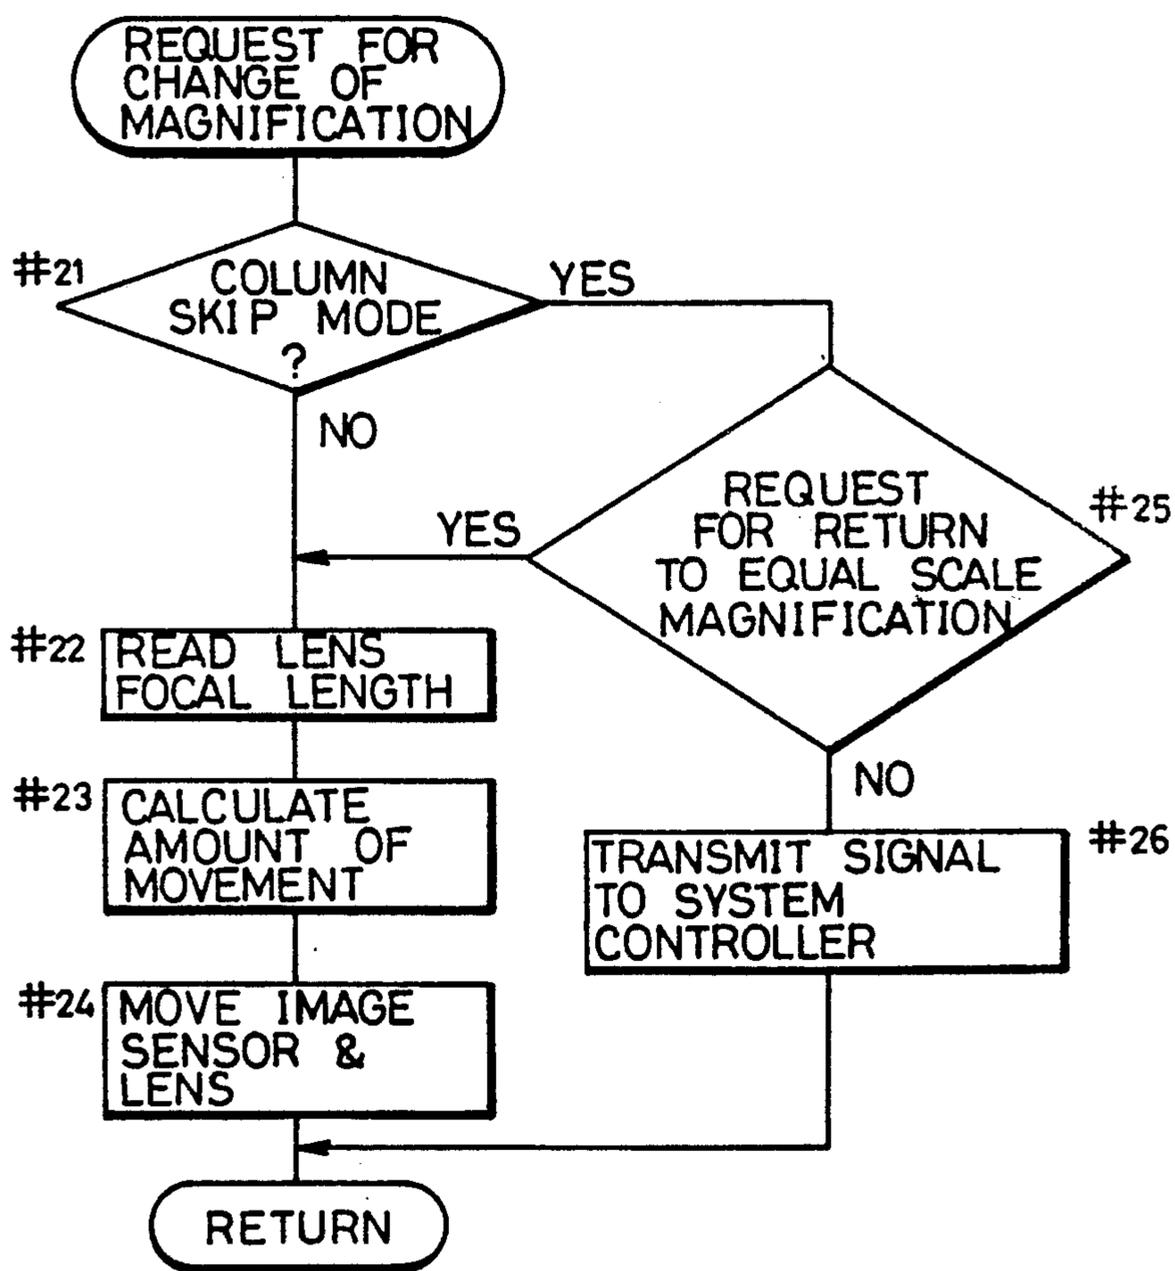 REQUEST FOR
CHANGE OF
MAGNIFICATION
#21
COLUMN
SKIP MODE
?
YES
NO
REQUEST
FOR RETURN
TO EQUAL SCALE
MAGNIFICATION
#25
YES
#22
READ LENS
FOCAL LENGTH
NO
#23
CALCULATE
AMOUNT OF
MOVEMENT
#26
TRANSMIT SIGNAL
TO SYSTEM
CONTROLLER
#24
MOVE IMAGE
SENSOR &
LENS
RETURN